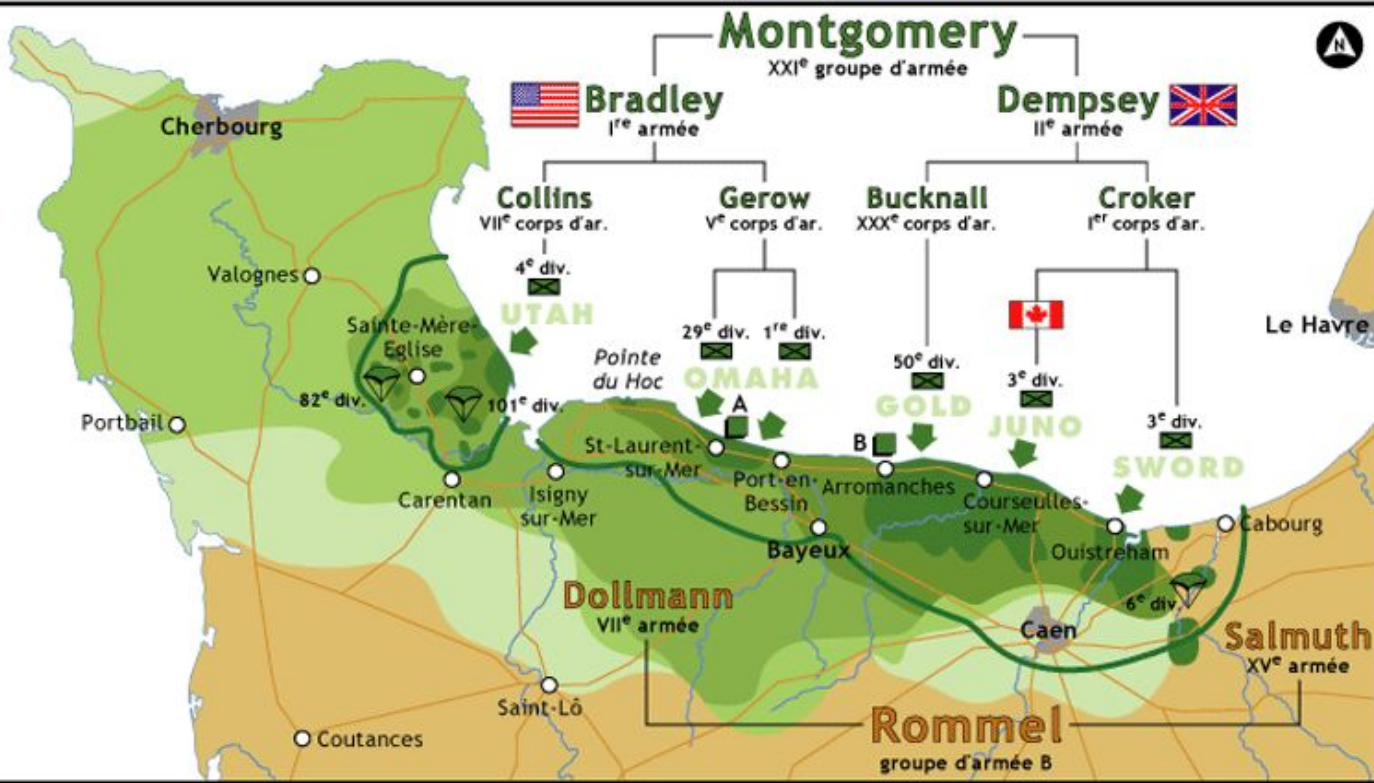 Montgomery
XXIe groupe d'armée
Bradley
Ire armée
Dempsey
IIe armée
Collins
VIIe corps d'ar.
Gerow
Ve corps d'ar.
Bucknall
XXXe corps d'ar.
Croker
Ier corps d'ar.
N
Cherbourg
Valognes
4e div.
UTAH
Sainte-Mère-
Eglise
82e div.
101e div.
Pointe
du Hoc
29e div.
1re div.
OMAHA
A
50e div.
GOLD
B
3e div.
JUNO
3e div.
SWORD
Le Havre
Portbail
Carentan
Isigny
sur-Mer
St-Laurent-
sur-Mer
Port-en-
Bessin
Arromanches
Courseulles-
sur-Mer
Bayeux
Ouistreham
Cabourg
6e div.
Caen
Dollmann
VIIe armée
Salmuth
XVe armée
Saint-Lô
Coutances
Rommel
groupe d'armée B